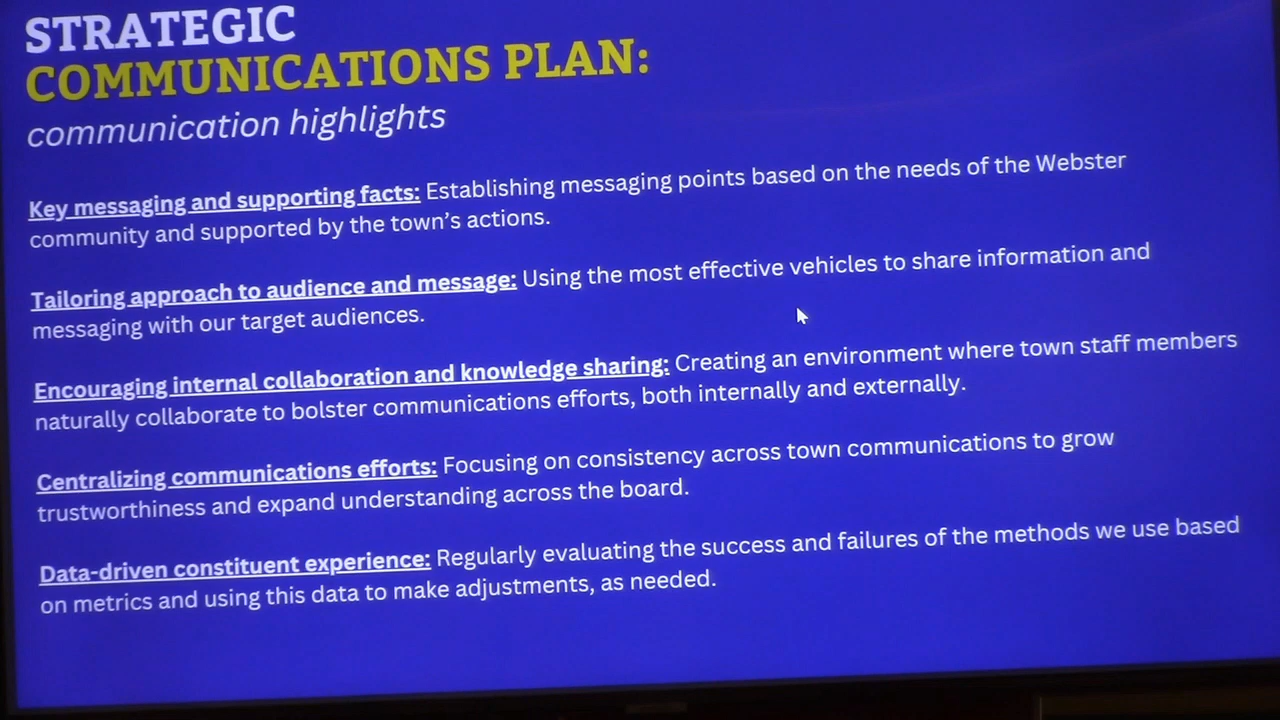 STRATEGIC
COMMUNICATIONS PLAN:
communication highlights
Key messaging and supporting facts: Establishing messaging points based on the needs of the Webster
community and supported by the town's actions.
Tailoring approach to audience and message: Using the most effective vehicles to share information and
messaging with our target audiences.
Encouraging internal collaboration and knowledge sharing: Creating an environment where town staff members
naturally collaborate to bolster communications efforts, both internally and externally.
Centralizing communications efforts: Focusing on consistency across town communications to grow
trustworthiness and expand understanding across the board.
Data-driven constituent experience: Regularly evaluating the success and failures of the methods we use based
on metrics and using this data to make adjustments, as needed.